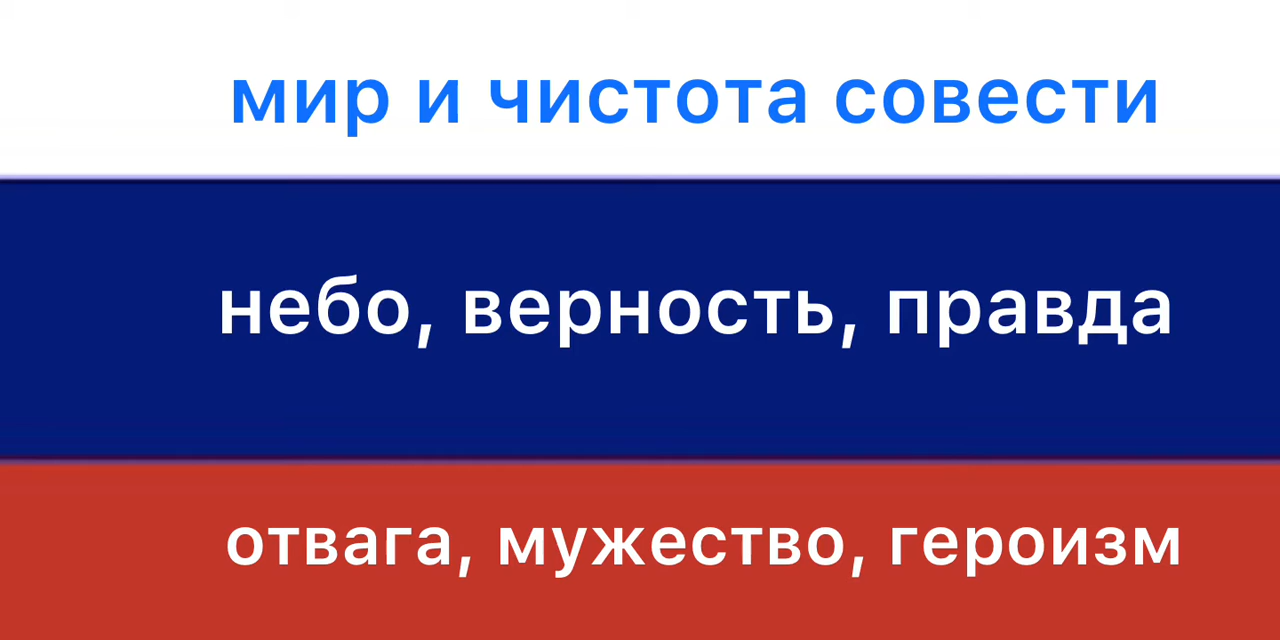 мир и чистота совести
небо, верность, правда
отвага, мужество, героизм